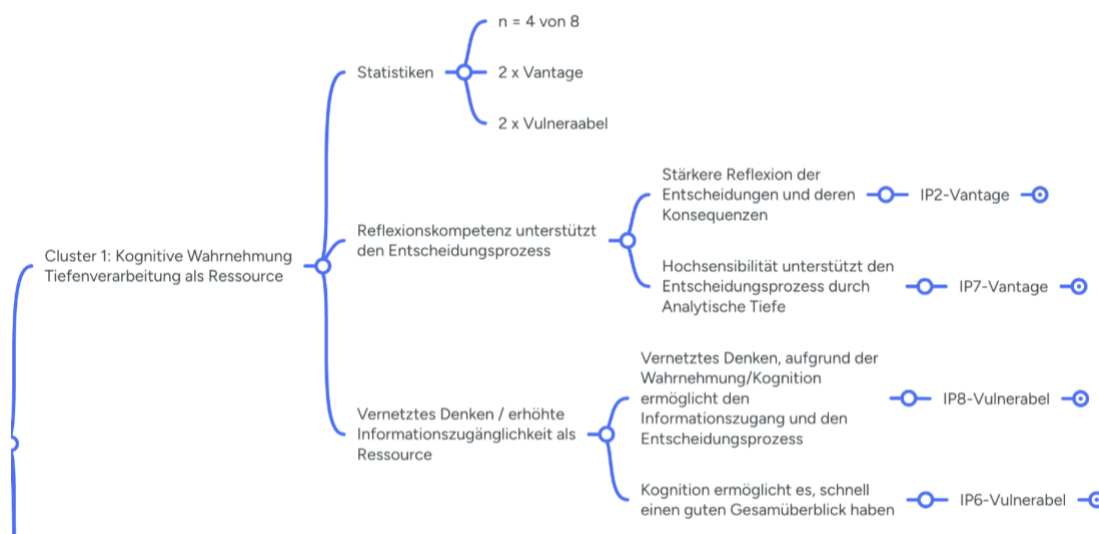 n = 4 von 8
Statistiken
2 x Vantage
2 x Vulneraabel
Cluster 1: Kognitive Wahrnehmung
Tiefenverarbeitung als Ressource
Reflexionskompetenz unterstützt
den Entscheidungsprozess
Stärkere Reflexion der
Entscheidungen und deren
Konsequenzen
IP2-Vantage
Hochsensibilität unterstützt den
Entscheidungsprozess durch
Analytische Tiefe
IP7-Vantage
Vernetztes Denken / erhöhte
Informationszugänglichkeit als
Ressource
Vernetztes Denken, aufgrund der
Wahrnehmung/Kognition
ermöglicht den
Informationszugang und den
Entscheidungsprozess
IP8-Vulnerabel
Kognition ermöglicht es, schnell
einen guten Gesamüberblick haben
IP6-Vulnerabel